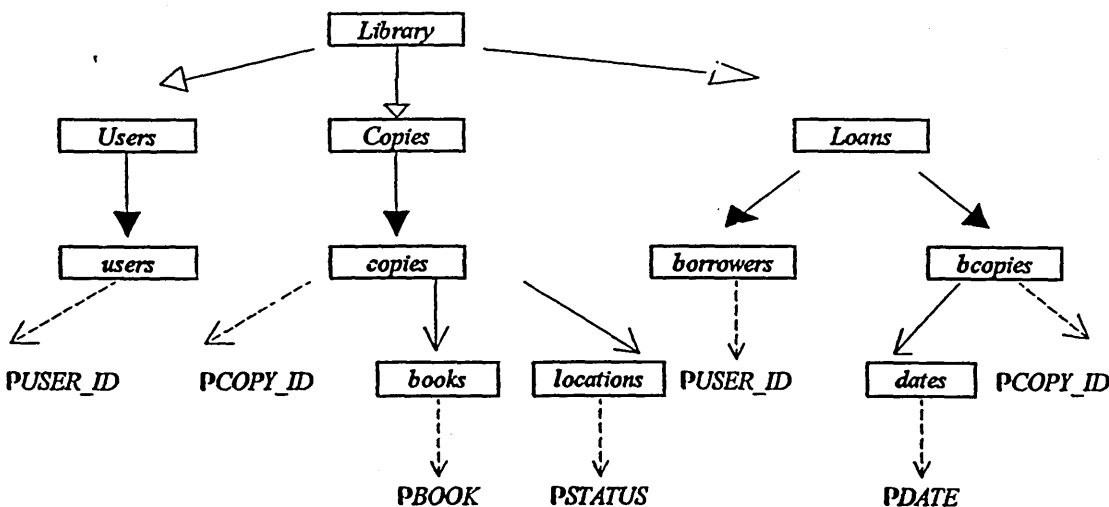 Library
Users Copies Loans
users copies borrowers bcopies
PUSER_ID PCOPY_ID books locations PUSER_ID dates PCOPY_ID
PBOOK PSTATUS PDATE